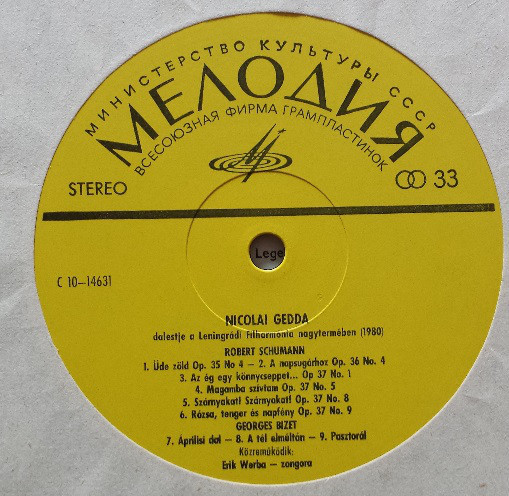 МИНИСТЕРСТВО КУЛЬТУРЫ СССР
МЕЛОДИЯ
ВСЕСОЮЗНАЯ ФИРМА ГРАМПЛАСТИНОК
STEREO
33
С 10–14631
Lege
NICOLAI GEDDA
dalestje a Leningrádi Filharmónia nagytermében (1980)
ROBERT SCHUMANN
1. Üde zöld Op. 35 No 4 – 2. A napsugárhoz Op. 36 No. 4
3. Az ég egy könnycseppet... Op 37 No. 1
4. Magamba szívtam Op. 37 No. 5
5. Szárnyakat! Szárnyakat! Op. 37 No. 8
6. Rózsa, tenger és napfény Op. 37 No. 9
GEORGES BIZET
7. Áprilisi dal – 8. A tél elmúltán – 9. Pasztorál
Közreműködik:
Erik Werba – zongora